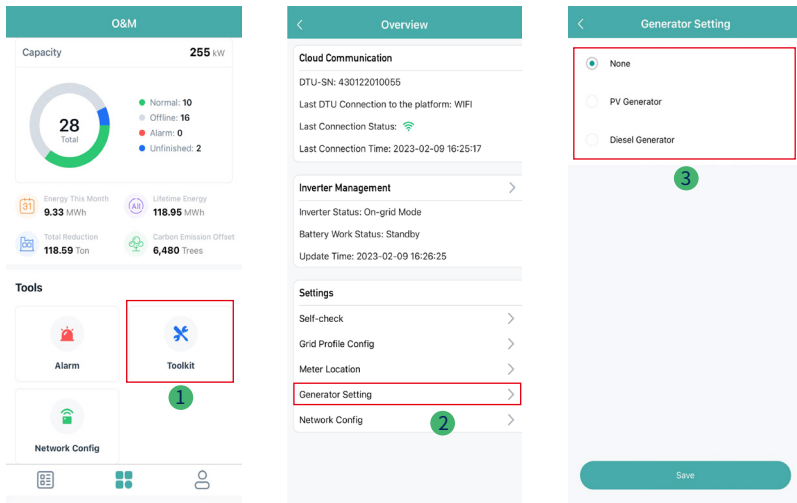 O&M
Capacity 255 kW
28
Total
Normal: 10
Offline: 16
Alarm: 0
Unfinished: 2
31
Energy This Month
9.33 MWh
All
Lifetime Energy
118.95 MWh
Total Reduction
118.59 Ton
Carbon Emission Offset
6,480 Trees
Tools
Alarm
Toolkit
1
Network Config
Overview
Cloud Communication
DTU-SN: 430122010055
Last DTU Connection to the platform: WIFI
Last Connection Status:
Last Connection Time: 2023-02-09 16:25:17
Inverter Management
Inverter Status: On-grid Mode
Battery Work Status: Standby
Update Time: 2023-02-09 16:26:25
Settings
Self-check
Grid Profile Config
Meter Location
Generator Setting
Network Config
2
Generator Setting
None
PV Generator
Diesel Generator
3
Save